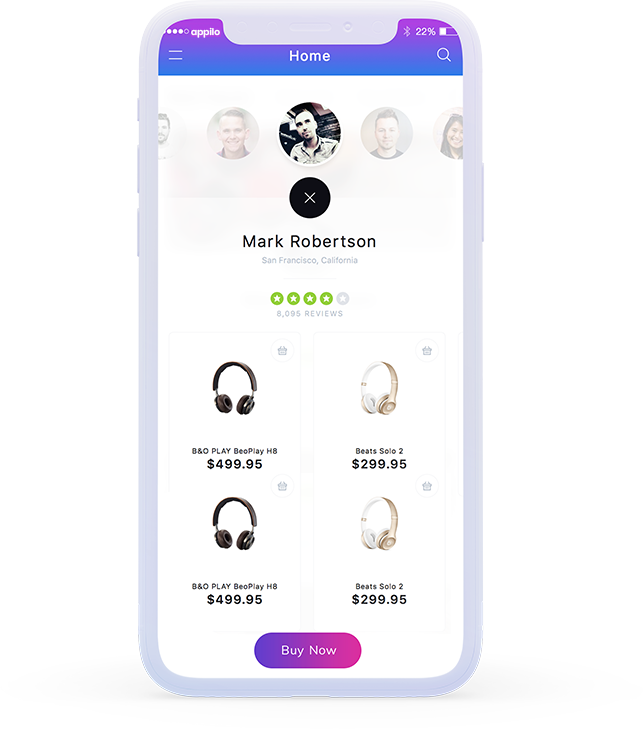 appilo
22%
Home
Mark Robertson
San Francisco, California
8,095 REVIEWS
B&O PLAY BeoPlay H8
$499.95
Beats Solo 2
$299.95
B&O PLAY BeoPlay H8
$499.95
Beats Solo 2
$299.95
Buy Now